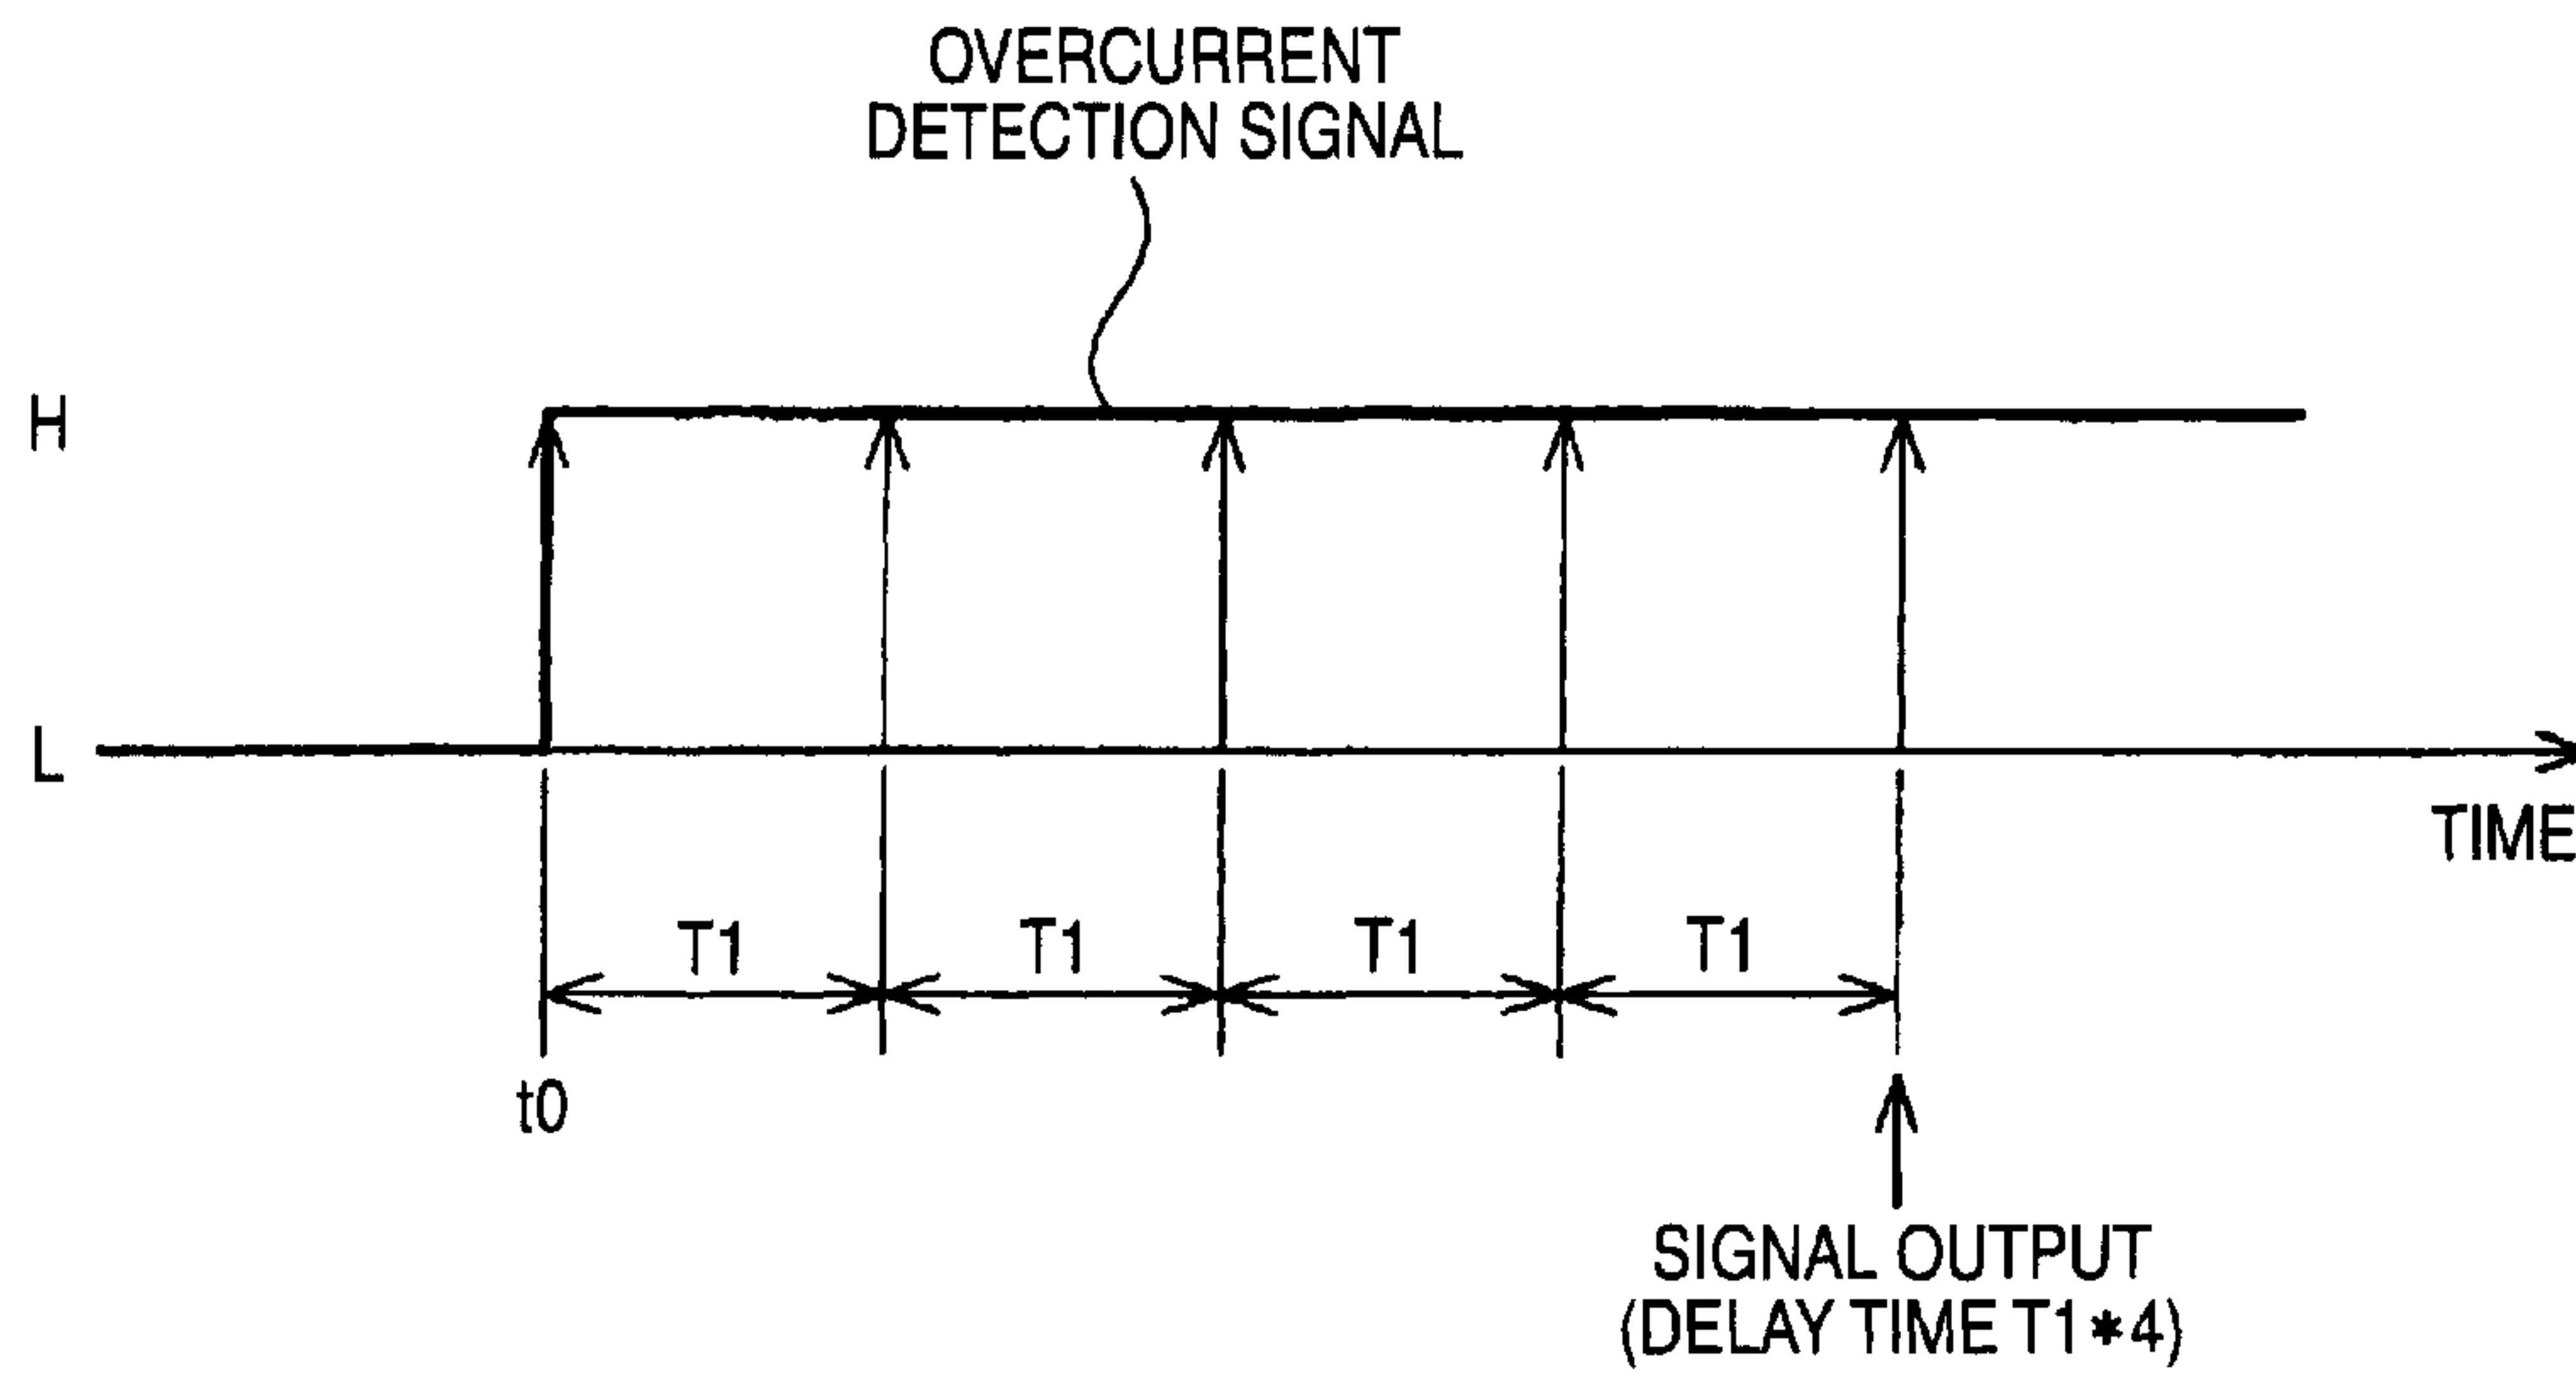 OVERCURRENT
DETECTION SIGNAL
H
L
TIME
T1
T1
T1
T1
t0
SIGNAL OUTPUT
(DELAY TIME T1*4)